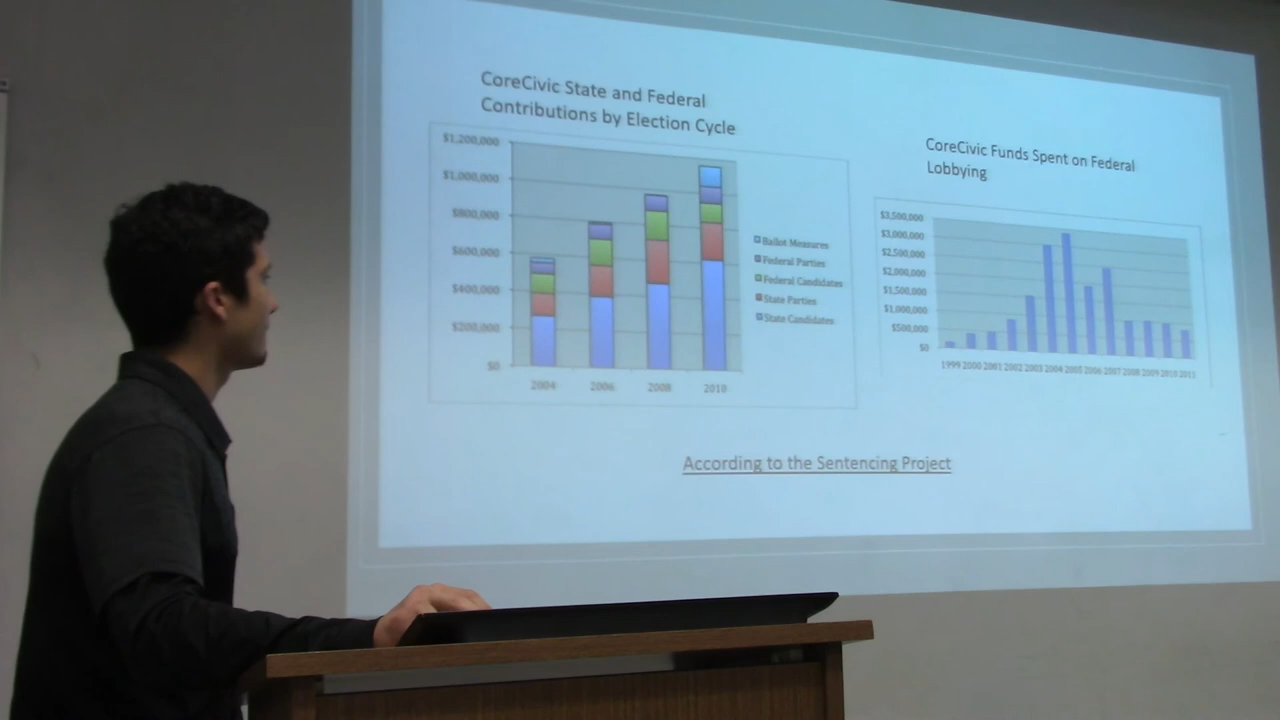 CoreCivic State and Federal
Contributions by Election Cycle
$1,200,000
$1,000,000
$800,000
$600,000
$400,000
$200,000
$0
2004 2006 2008 2010
Ballot Measures
Federal Parties
Federal Candidates
State Parties
State Candidates
CoreCivic Funds Spent on Federal
Lobbying
$3,500,000
$3,000,000
$2,500,000
$2,000,000
$1,500,000
$1,000,000
$500,000
$0
1999 2000 2001 2002 2003 2004 2005 2006 2007 2008 2009 2010 2011
According to the Sentencing Project